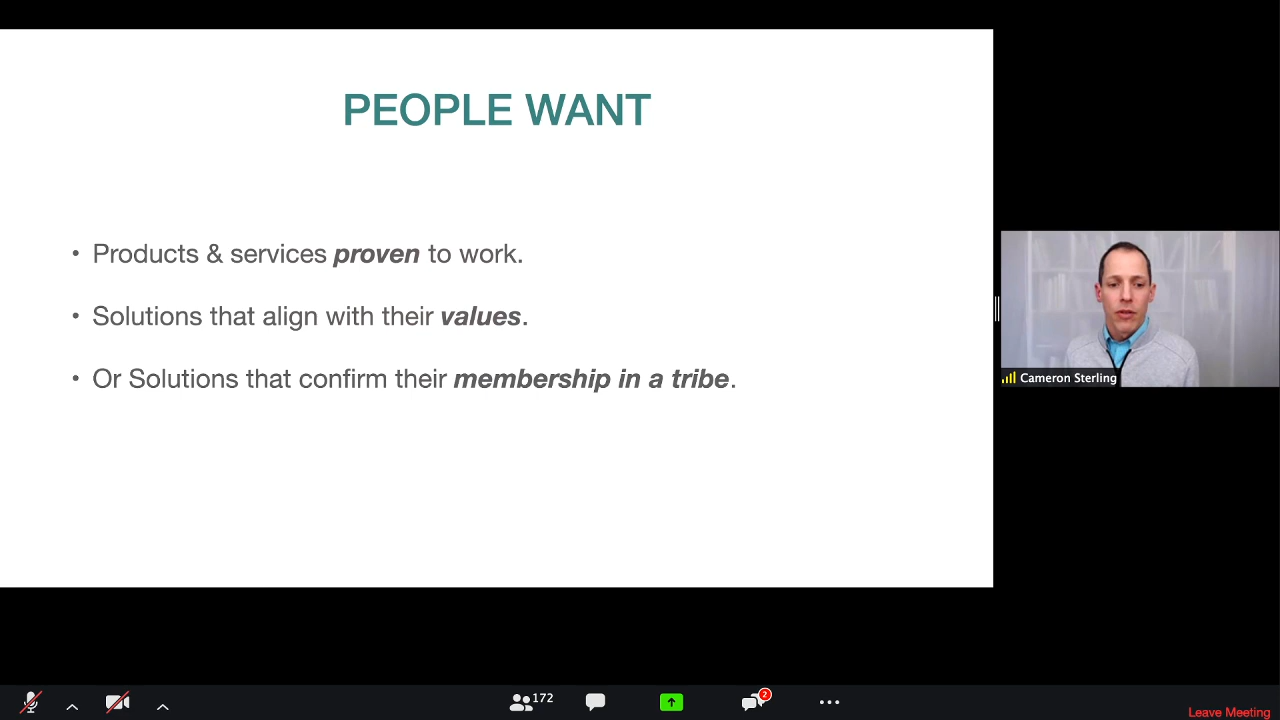 PEOPLE WANT
• Products & services proven to work.
• Solutions that align with their values.
• Or Solutions that confirm their membership in a tribe.
Cameron Sterling
172
2
Leave Meeting